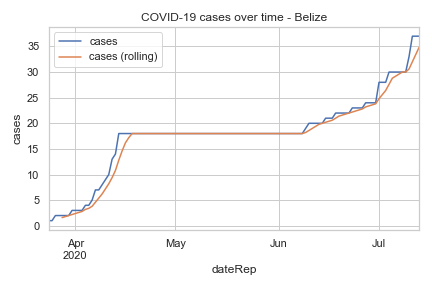 COVID-19 cases over time - Belize
cases
cases (rolling)
35
30
25
20
15
10
5
0
cases
Apr
2020
May
Jun
Jul
dateRep